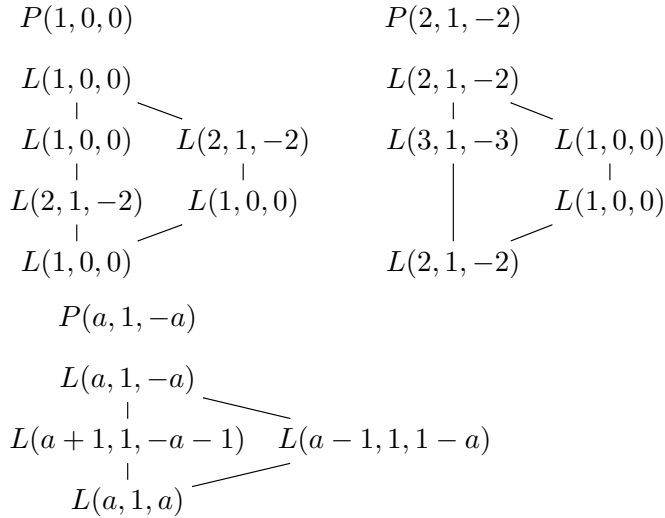 P(1, 0, 0) P(2, 1, −2)
L(1, 0, 0) L(2, 1, −2)
L(1, 0, 0) L(2, 1, −2) L(3, 1, −3) L(1, 0, 0)
L(2, 1, −2) L(1, 0, 0) L(1, 0, 0)
L(1, 0, 0) L(2, 1, −2)
P(a, 1, −a)
L(a, 1, −a)
L(a + 1, 1, −a − 1) L(a − 1, 1, 1 − a)
L(a, 1, a)